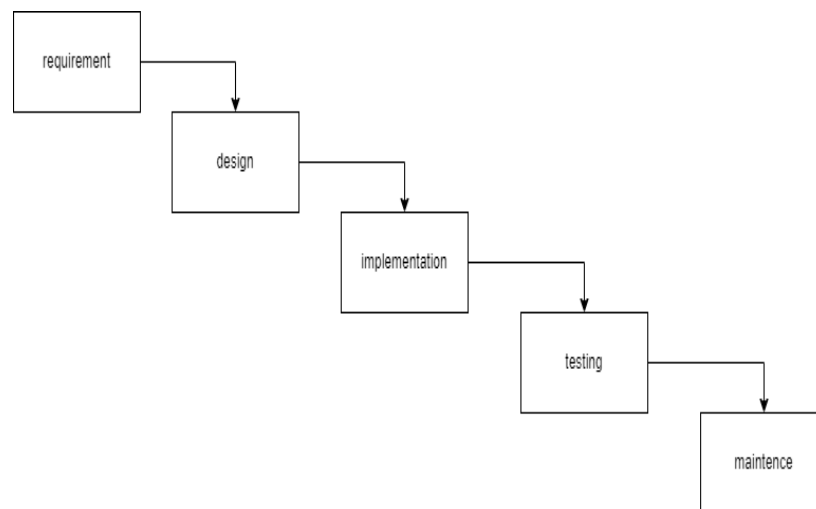 requirement
design
implementation
testing
maintence